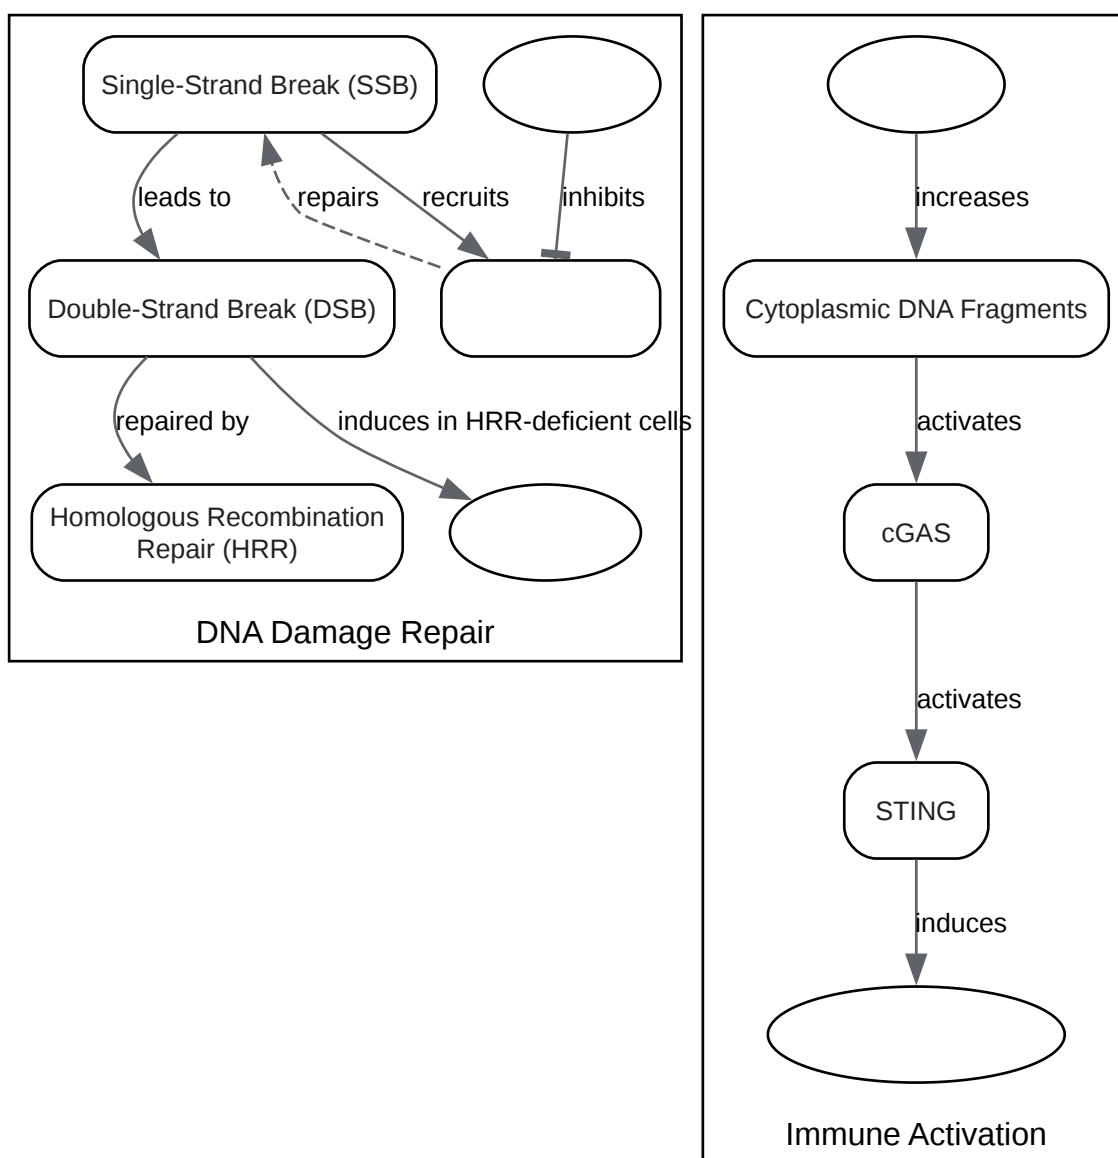 Single-Strand Break (SSB)
leads to
repairs
recruits
inhibits
Double-Strand Break (DSB)
repaired by
induces in HRR-deficient cells
Homologous Recombination
Repair (HRR)
DNA Damage Repair
increases
Cytoplasmic DNA Fragments
activates
cGAS
activates
STING
induces
Immune Activation